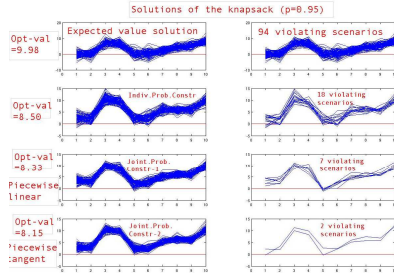 Solutions of the knapsack (p=0.95)
Opt-val
=9.98
Expected value solution
94 violating scenarios
Opt-val
=8.50
Indiv.Prob.Constr
18 violating
scenarios
Opt-val
=8.33
Piecewise
linear
Joint.Prob.
Constr-1
7 violating
scenarios
Opt-val
=8.15
Piecewise
tangent
Joint.Prob.
Constr-2
2 violating
scenarios